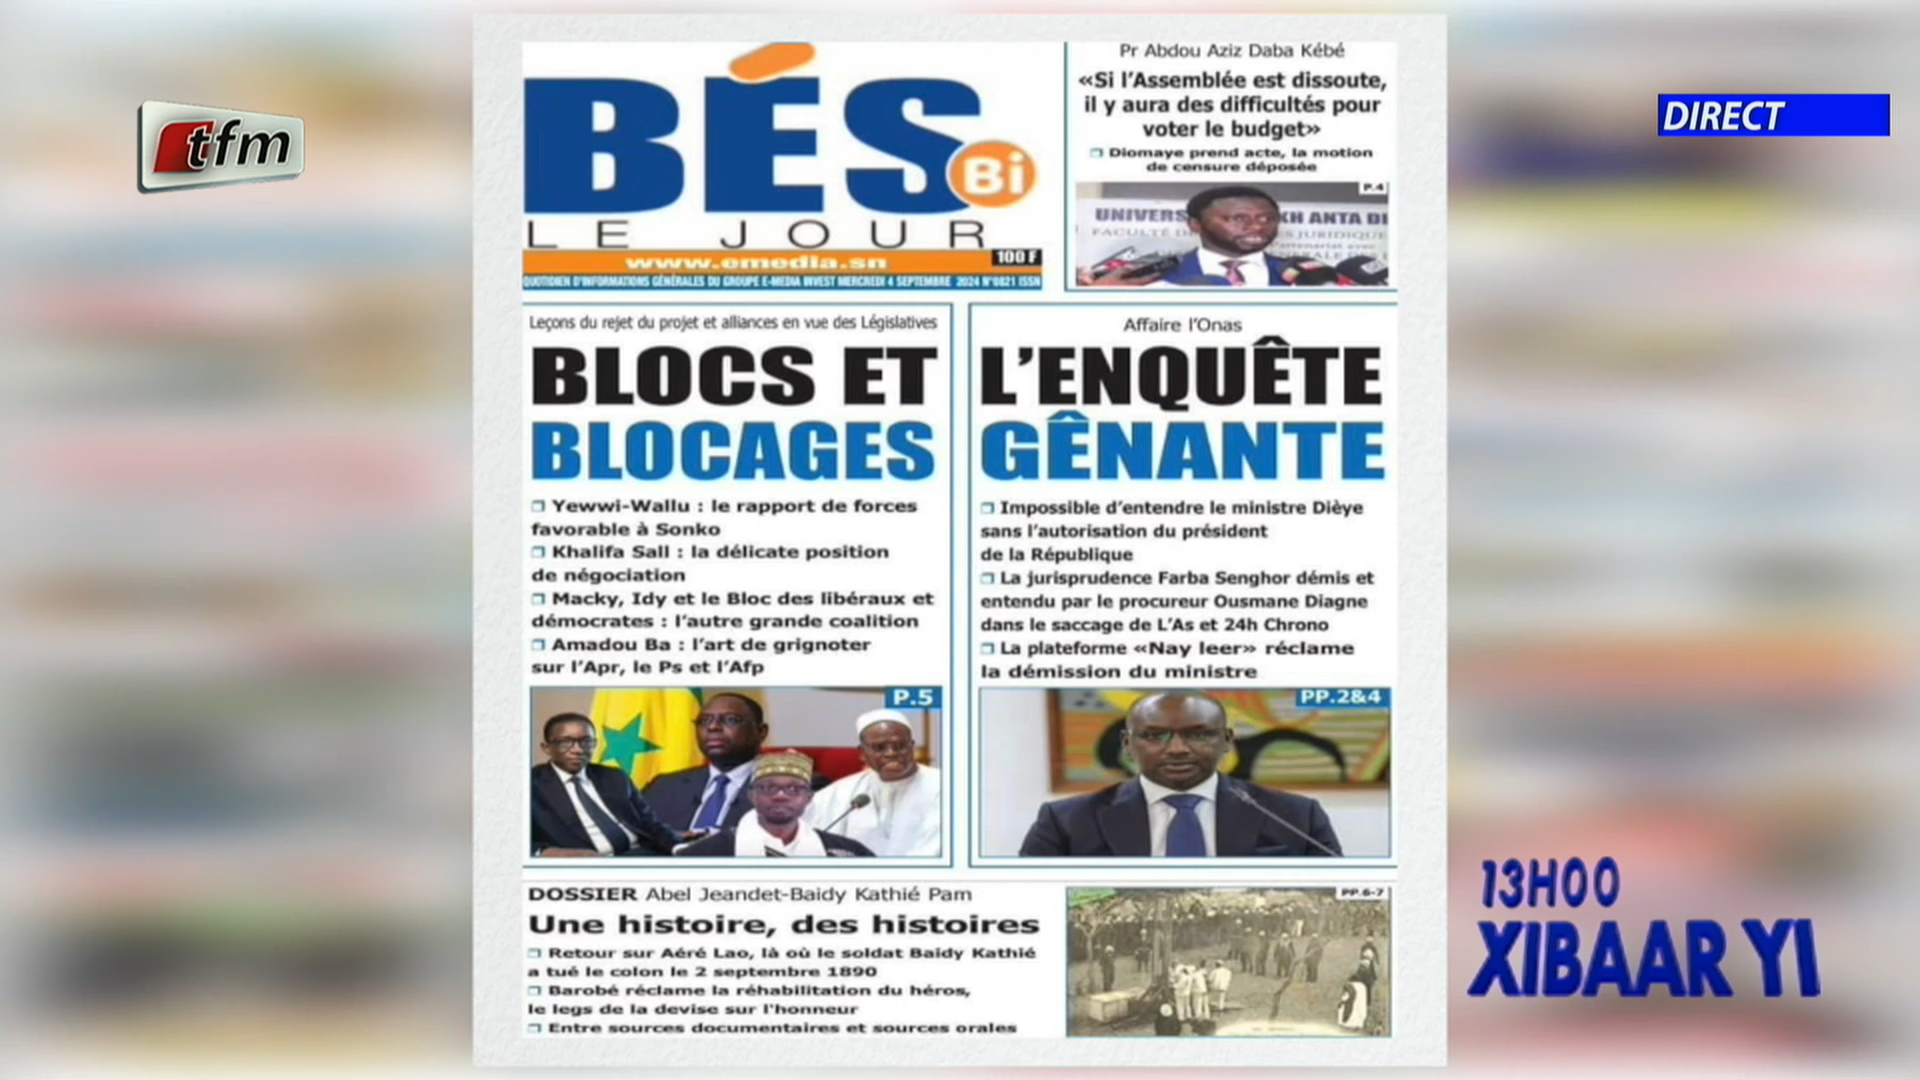 tfm
DIRECT
BÉS
Bi
LE JOUR
www.emedia.sn
100 F
QUOTIDIEN D'INFORMATIONS GÉNÉRALES DU GROUPE E-MEDIA INVEST MERCREDI 4 SEPTEMBRE 2024 N°0821 ISSN
Pr Abdou Aziz Daba Kébé
«Si l'Assemblée est dissoute,
il y aura des difficultés pour
voter le budget»
❒ Diomaye prend acte, la motion
de censure déposée
P.4
Leçons du rejet du projet et alliances en vue des Législatives
BLOCS ET
BLOCAGES
❒ Yewwi-Wallu : le rapport de forces
favorable à Sonko
❒ Khalifa Sall : la délicate position
de négociation
❒ Macky, Idy et le Bloc des libéraux et
démocrates : l'autre grande coalition
❒ Amadou Ba : l'art de grignoter
sur l'Apr, le Ps et l'Afp
P.5
Affaire l'Onas
L'ENQUÊTE
GÊNANTE
❒ Impossible d'entendre le ministre Dièye
sans l'autorisation du président
de la République
❒ La jurisprudence Farba Senghor démis et
entendu par le procureur Ousmane Diagne
dans le saccage de L'As et 24h Chrono
❒ La plateforme «Nay leer» réclame
la démission du ministre
PP.2&4
DOSSIER Abel Jeandet-Baidy Kathié Pam
Une histoire, des histoires
❒ Retour sur Aéré Lao, là où le soldat Baidy Kathié
a tué le colon le 2 septembre 1890
❒ Barobé réclame la réhabilitation du héros,
le legs de la devise sur l'honneur
❒ Entre sources documentaires et sources orales
PP.6-7
13H00
XIBAAR YI